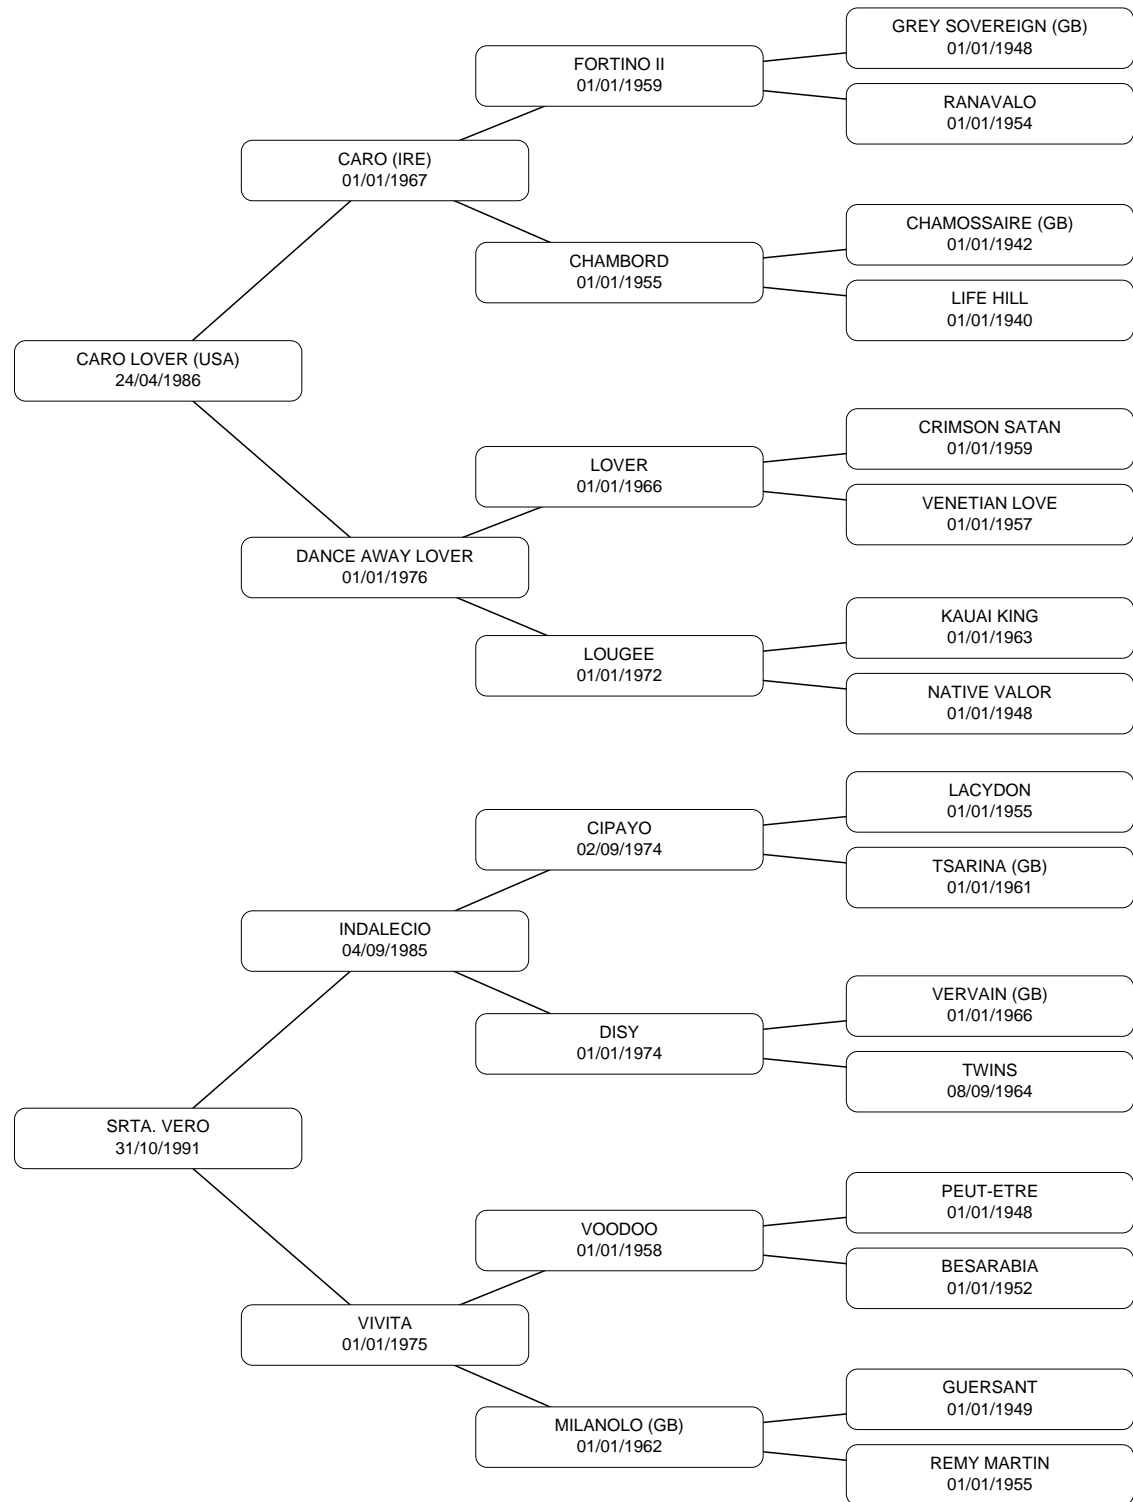 GREY SOVEREIGN (GB)
01/01/1948
FORTINO II
01/01/1959
RANAVALO
01/01/1954
CARO (IRE)
01/01/1967
CHAMOSSAIRE (GB)
01/01/1942
CHAMBORD
01/01/1955
LIFE HILL
01/01/1940
CARO LOVER (USA)
24/04/1986
CRIMSON SATAN
01/01/1959
LOVER
01/01/1966
VENETIAN LOVE
01/01/1957
DANCE AWAY LOVER
01/01/1976
KAUAI KING
01/01/1963
LOUGEE
01/01/1972
NATIVE VALOR
01/01/1948
LACYDON
01/01/1955
CIPAYO
02/09/1974
TSARINA (GB)
01/01/1961
INDALECIO
04/09/1985
VERVAIN (GB)
01/01/1966
DISY
01/01/1974
TWINS
08/09/1964
SRTA. VERO
31/10/1991
PEUT-ETRE
01/01/1948
VOODOO
01/01/1958
BESARABIA
01/01/1952
VIVITA
01/01/1975
GUERSANT
01/01/1949
MILANOLO (GB)
01/01/1962
REMY MARTIN
01/01/1955